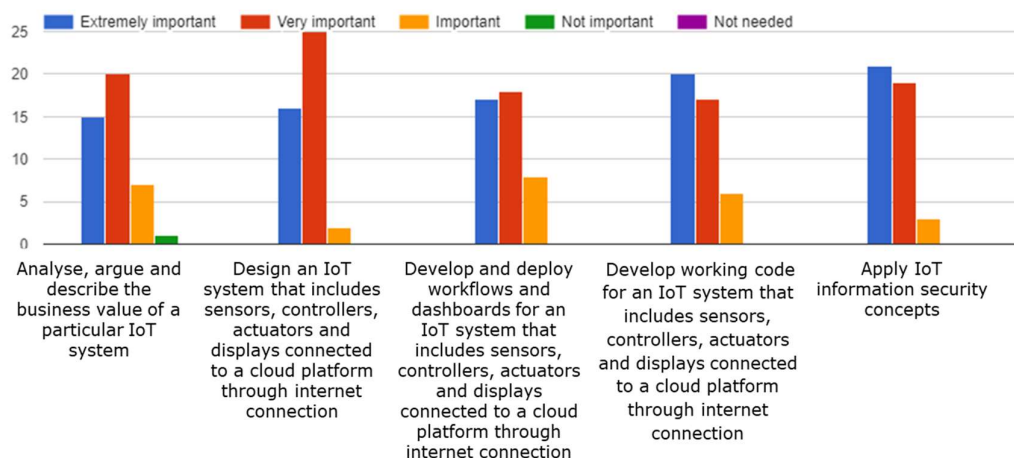 Extremely important Very important Important Not important Not needed
25
20
15
10
5
0
Analyse, argue and
describe the
business value of a
particular IoT
system
Design an IoT
system that includes
sensors, controllers,
actuators and
displays connected
to a cloud platform
through internet
connection
Develop and deploy
workflows and
dashboards for an
IoT system that
includes sensors,
controllers, actuators
and displays
connected to a cloud
platform through
internet connection
Develop working code
for an IoT system that
includes sensors,
controllers, actuators
and displays connected
to a cloud platform
through internet
connection
Apply IoT
information security
concepts